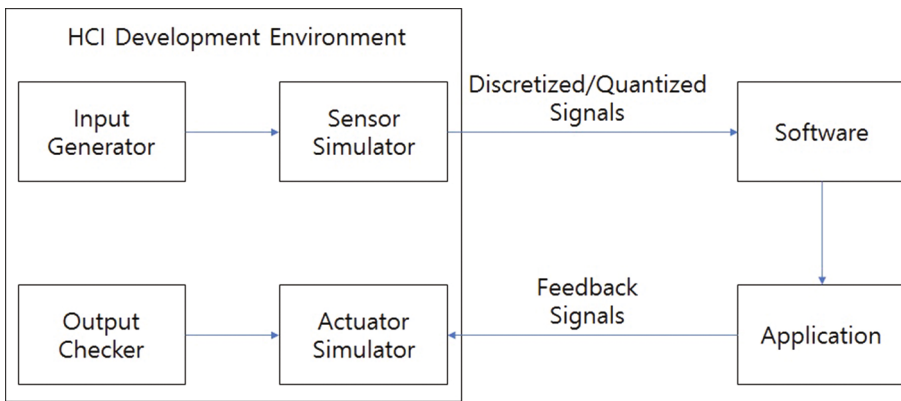 HCI Development Environment
Input
Generator
Sensor
Simulator
Discretized/Quantized
Signals
Software
Output
Checker
Actuator
Simulator
Feedback
Signals
Application